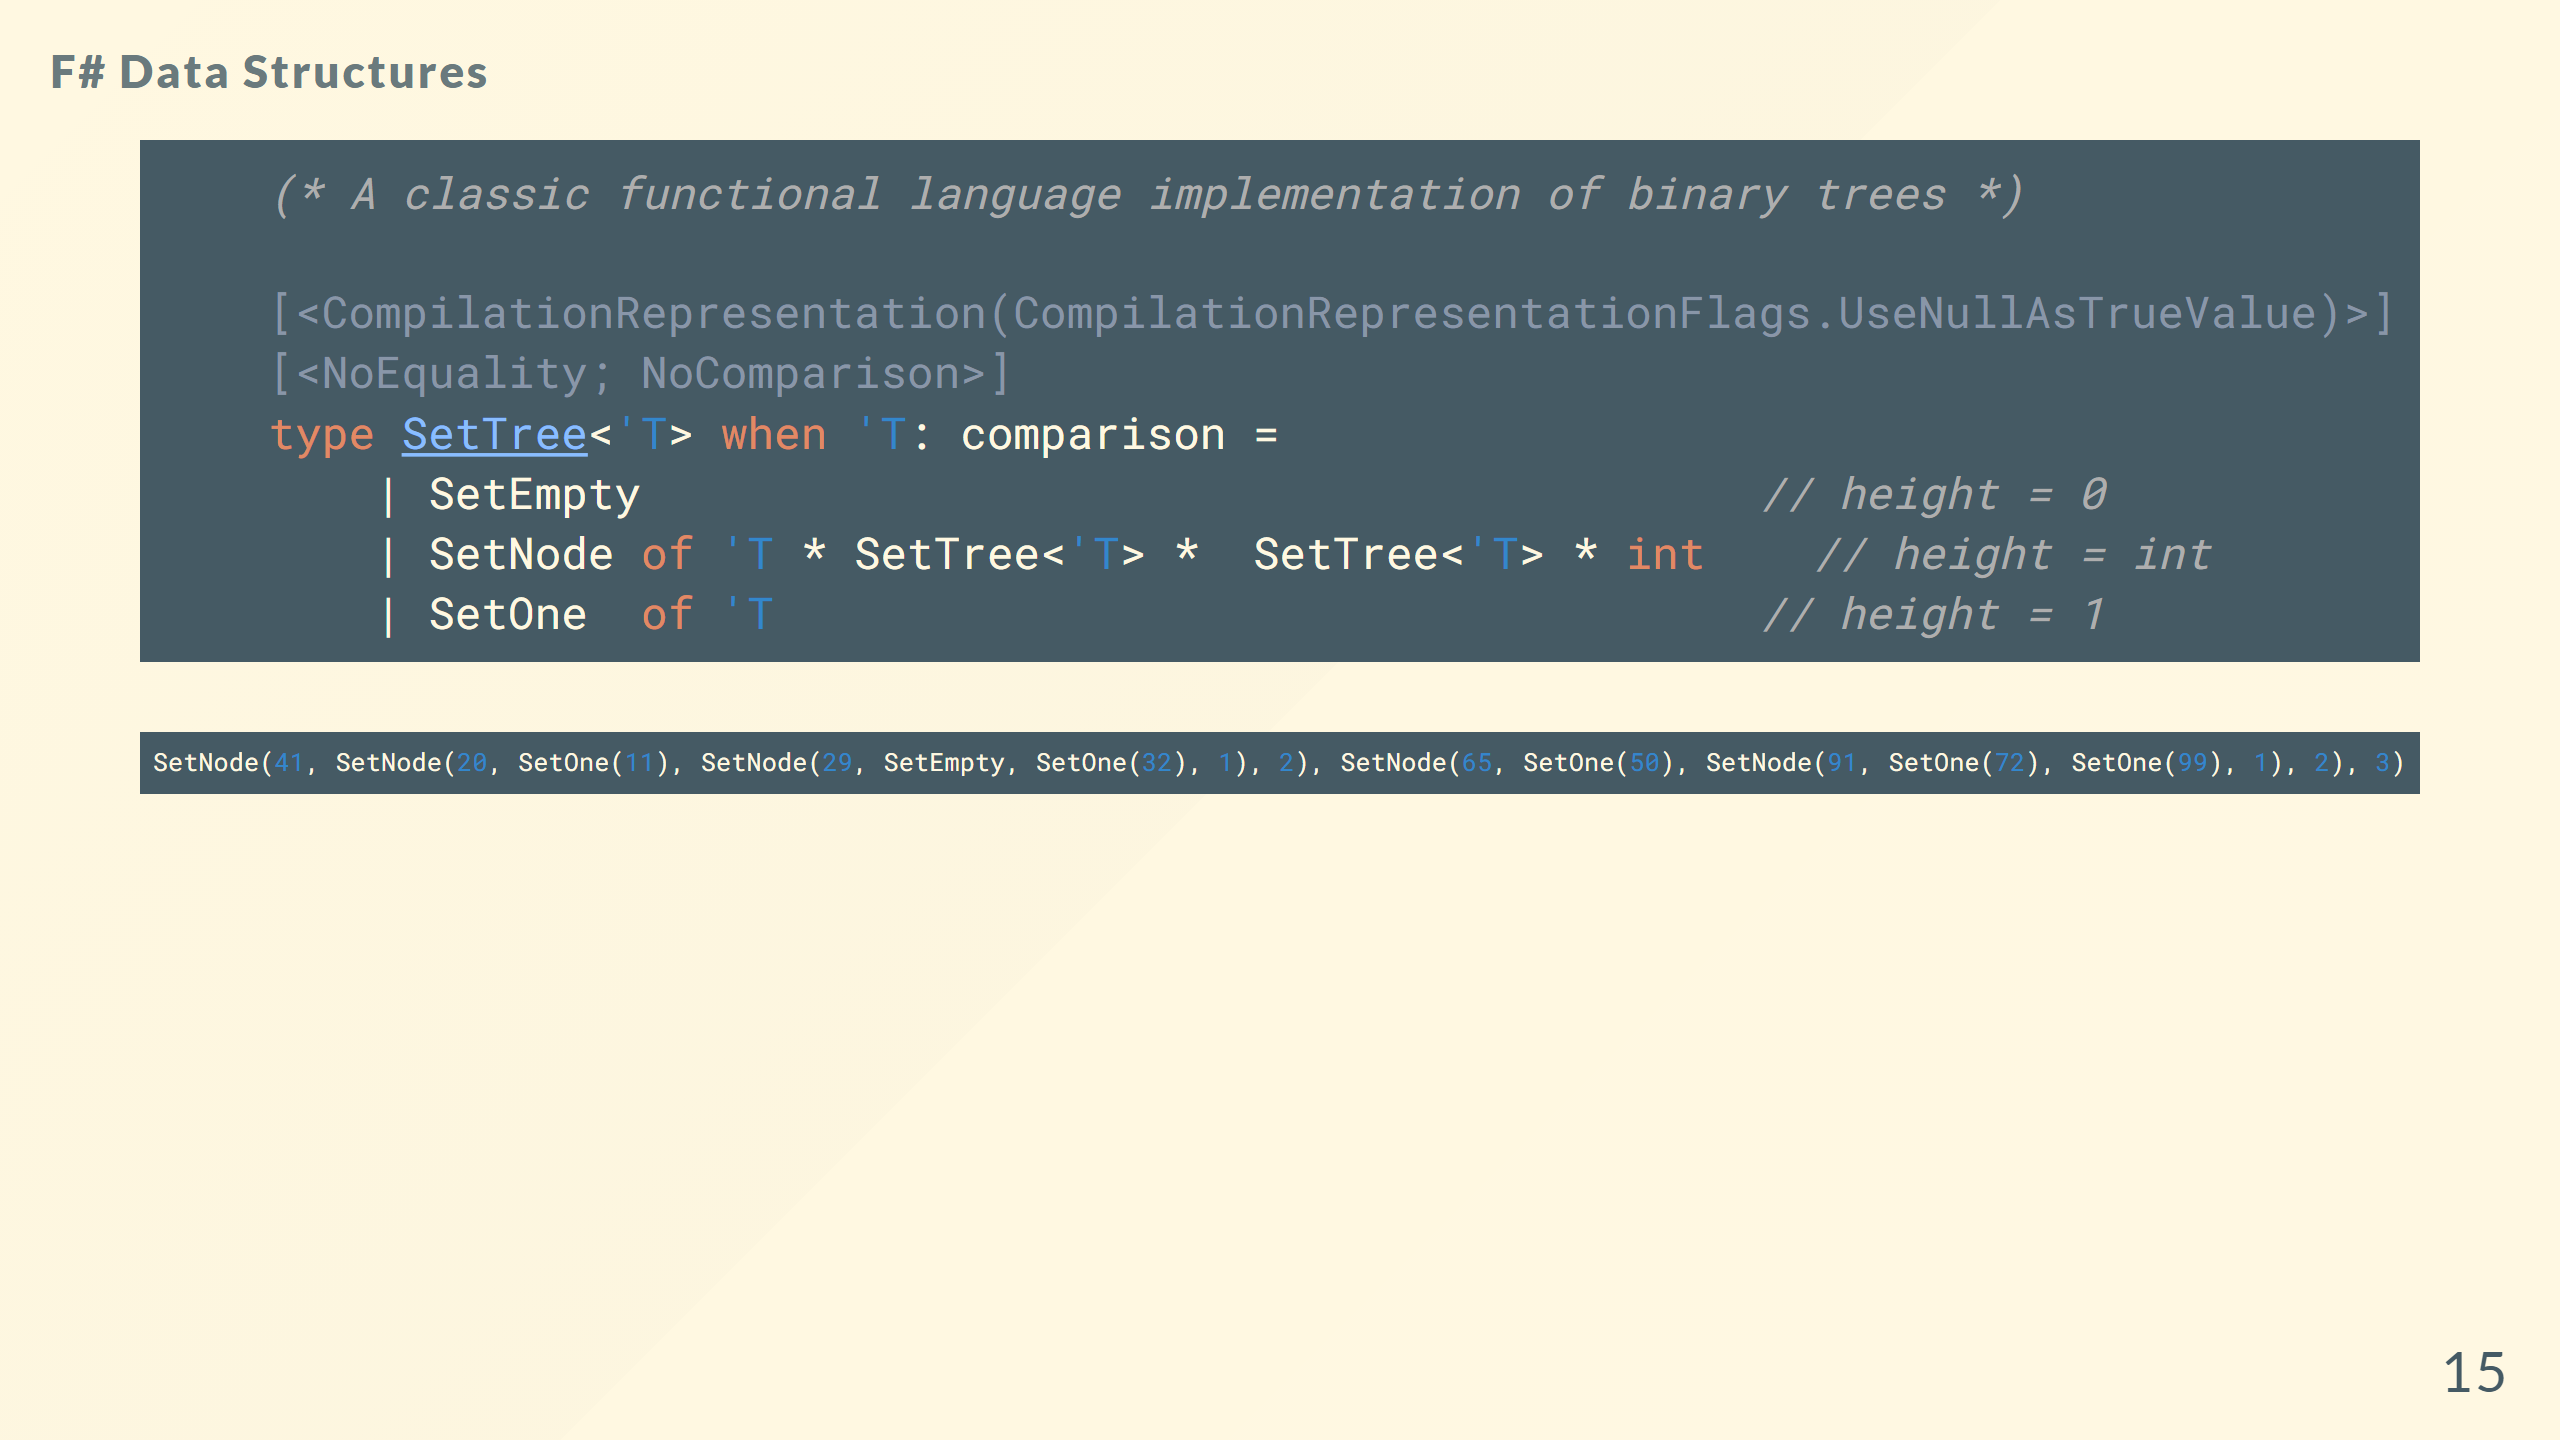 F# Data Structures
(* A classic functional language implementation of binary trees *)
[<CompilationRepresentation(CompilationRepresentationFlags.UseNullAsTrueValue)>]
[<NoEquality; NoComparison>]
type SetTree<'T> when 'T: comparison =
    | SetEmpty                                          // height = 0
    | SetNode of 'T * SetTree<'T> *  SetTree<'T> * int    // height = int
    | SetOne  of 'T                                     // height = 1
SetNode(41, SetNode(20, SetOne(11), SetNode(29, SetEmpty, SetOne(32), 1), 2), SetNode(65, SetOne(50), SetNode(91, SetOne(72), SetOne(99), 1), 2), 3)
15